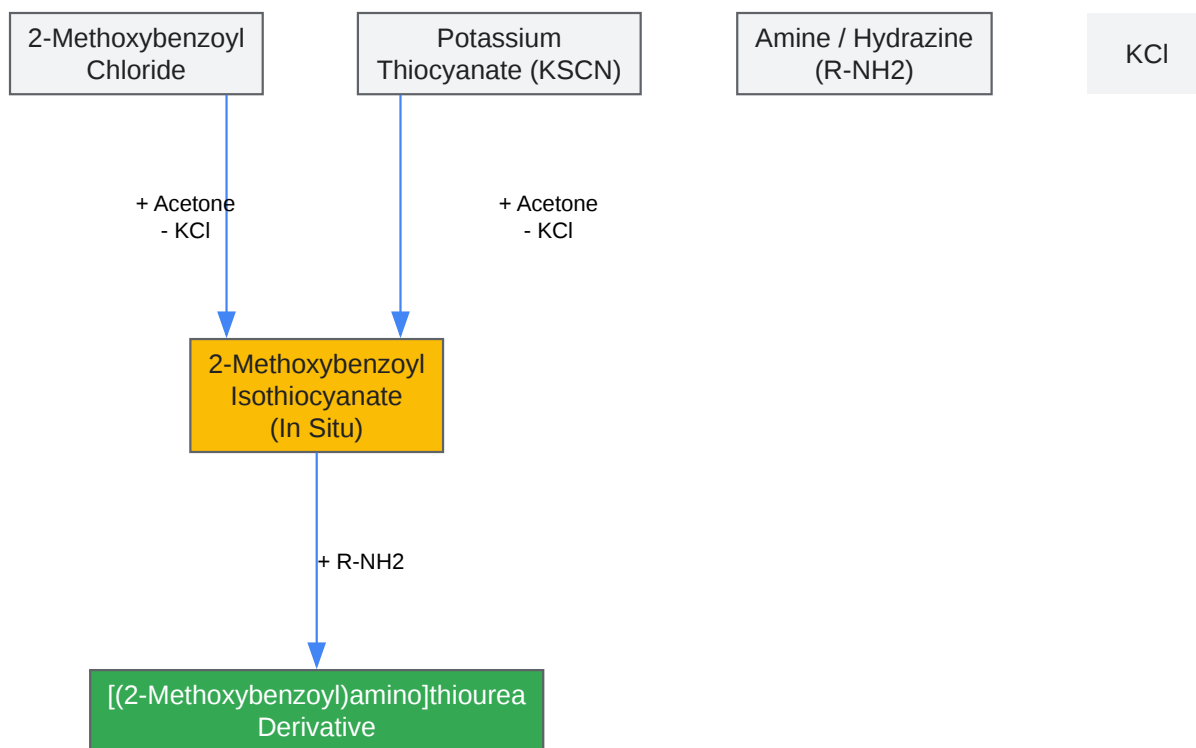 2-Methoxybenzoyl
Chloride
Potassium
Thiocyanate (KSCN)
Amine / Hydrazine
(R-NH2)
KCl
+ Acetone
- KCl
+ Acetone
- KCl
2-Methoxybenzoyl
Isothiocyanate
(In Situ)
+ R-NH2
[(2-Methoxybenzoyl)amino]thiourea
Derivative